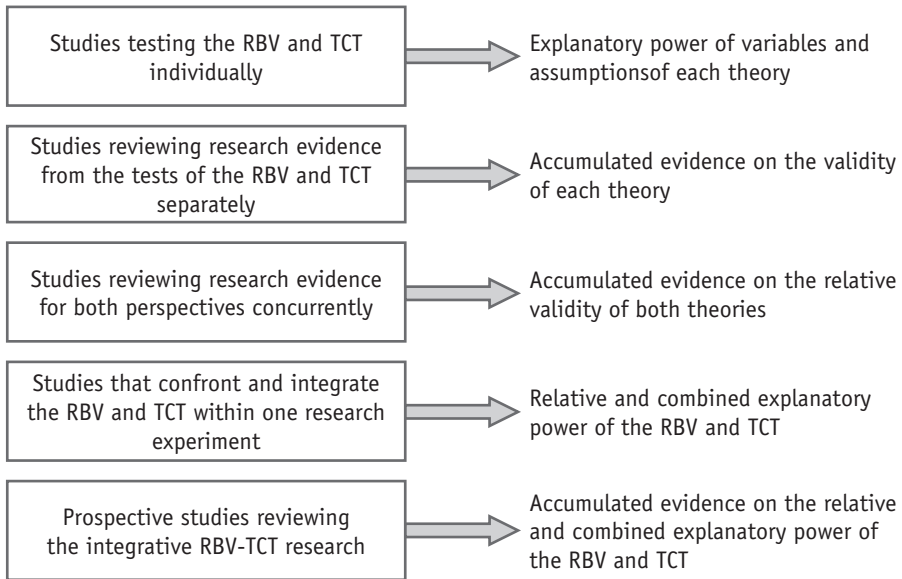 Studies testing the RBV and TCT
individually
Explanatory power of variables and
assumptionsof each theory
Studies reviewing research evidence
from the tests of the RBV and TCT
separately
Accumulated evidence on the validity
of each theory
Studies reviewing research evidence
for both perspectives concurrently
Accumulated evidence on the relative
validity of both theories
Studies that confront and integrate
the RBV and TCT within one research
experiment
Relative and combined explanatory
power of the RBV and TCT
Prospective studies reviewing
the integrative RBV-TCT research
Accumulated evidence on the relative
and combined explanatory power of
the RBV and TCT